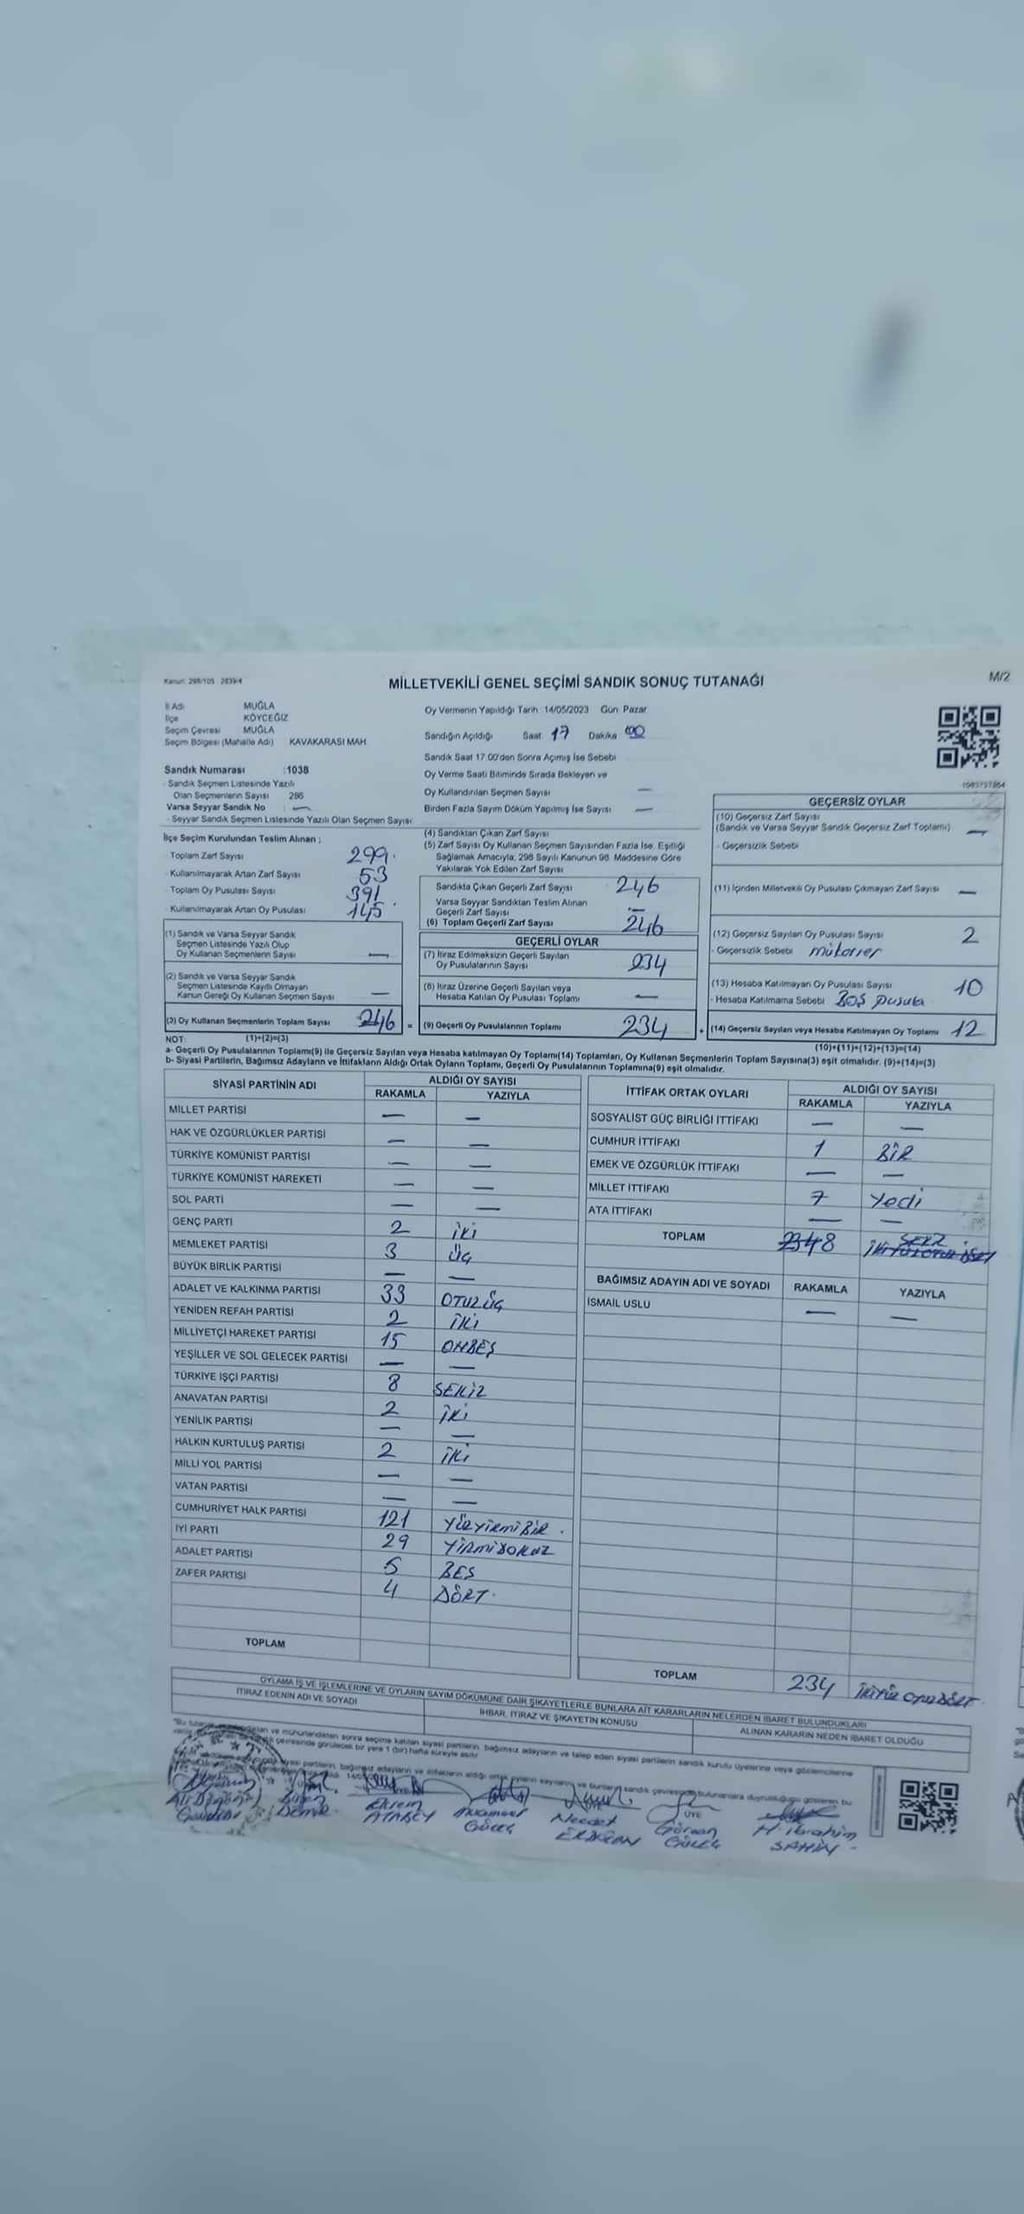 Kanun: 298/105
MİLLETVEKİLİ GENEL SEÇİMİ SANDIK SONUÇ TUTANAĞI
M/2
İl Adı MUĞLA
İlçe KÖYCEĞİZ
Seçim Çevresi MUĞLA
Seçim Bölgesi (Mahalle Adı) KAVAKARASI MAH
Sandık Numarası :1038
- Sandık Seçmen Listesinde Yazılı
Olan Seçmenlerin Sayısı 286
Varsa Seyyar Sandık No : —
- Seyyar Sandık Seçmen Listesinde Yazılı Olan Seçmen Sayısı:
Oy Vermenin Yapıldığı Tarih :14/05/2023 Gün Pazar
Sandığın Açıldığı Saat 17 Dakika 00
Sandık Saat 17.00'den Sonra Açılmış İse Sebebi
Oy Verme Saati Bitiminde Sırada Bekleyen ve
Oy Kullandırılan Seçmen Sayısı —
Birden Fazla Sayım Döküm Yapılmış İse Sayısı —
İlçe Seçim Kurulundan Teslim Alınan ;
Toplam Zarf Sayısı 299
- Kullanılmayarak Artan Zarf Sayısı 53
Toplam Oy Pusulası Sayısı 391
- Kullanılmayarak Artan Oy Pusulası 145
(1) Sandık ve Varsa Seyyar Sandık
Seçmen Listesinde Yazılı Olup
Oy Kullanan Seçmenlerin Sayısı —
(2) Sandık ve Varsa Seyyar Sandık
Seçmen Listesinde Kayıtlı Olmayan
Kanun Gereği Oy Kullanan Seçmen Sayısı —
(3) Oy Kullanan Seçmenlerin Toplam Sayısı 246 =
(4) Sandıktan Çıkan Zarf Sayısı
(5) Zarf Sayısı Oy Kullanan Seçmen Sayısından Fazla İse, Eşitliği
Sağlamak Amacıyla; 298 Sayılı Kanunun 98. Maddesine Göre
Yakılarak Yok Edilen Zarf Sayısı
Sandıkta Çıkan Geçerli Zarf Sayısı 246
Varsa Seyyar Sandıktan Teslim Alınan
Geçerli Zarf Sayısı —
(6) Toplam Geçerli Zarf Sayısı 246
GEÇERLİ OYLAR
(7) İtiraz Edilmeksizin Geçerli Sayılan
Oy Pusulalarının Sayısı 234
(8) İtiraz Üzerine Geçerli Sayılan veya
Hesaba Katılan Oy Pusulası Toplamı —
(9) Geçerli Oy Pusulalarının Toplamı 234 +
GEÇERSİZ OYLAR
(10) Geçersiz Zarf Sayısı
(Sandık ve Varsa Seyyar Sandık Geçersiz Zarf Toplamı) —
- Geçersizlik Sebebi
(11) İçinden Milletvekili Oy Pusulası Çıkmayan Zarf Sayısı —
(12) Geçersiz Sayılan Oy Pusulası Sayısı 2
- Geçersizlik Sebebi mükerrer
(13) Hesaba Katılmayan Oy Pusulası Sayısı 10
- Hesaba Katılmama Sebebi Boş pusula
(14) Geçersiz Sayılan veya Hesaba Katılmayan Oy Toplamı 12
NOT: (1)+(2)=(3)
(10)+(11)+(12)+(13)=(14)
a- Geçerli Oy Pusulalarının Toplamı(9) ile Geçersiz Sayılan veya Hesaba katılmayan Oy Toplamı(14) Toplamları, Oy Kullanan Seçmenlerin Toplam Sayısına(3) eşit olmalıdır. (9)+(14)=(3)
b- Siyasi Partilerin, Bağımsız Adayların ve İttifakların Aldığı Ortak Oyların Toplamı, Geçerli Oy Pusulalarının Toplamına(9) eşit olmalıdır.
SİYASİ PARTİNİN ADI ALDIĞI OY SAYISI
RAKAMLA YAZIYLA
MİLLET PARTİSİ — —
HAK VE ÖZGÜRLÜKLER PARTİSİ — —
TÜRKİYE KOMÜNİST PARTİSİ — —
TÜRKİYE KOMÜNİST HAREKETİ — —
SOL PARTİ — —
GENÇ PARTİ 2 İKİ
MEMLEKET PARTİSİ 3 ÜÇ
BÜYÜK BİRLİK PARTİSİ — —
ADALET VE KALKINMA PARTİSİ 33 OTUZÜÇ
YENİDEN REFAH PARTİSİ 2 İKİ
MİLLİYETÇİ HAREKET PARTİSİ 15 ONBEŞ
YEŞİLLER VE SOL GELECEK PARTİSİ — —
TÜRKİYE İŞÇİ PARTİSİ 8 SEKİZ
ANAVATAN PARTİSİ 2 İKİ
YENİLİK PARTİSİ — —
HALKIN KURTULUŞ PARTİSİ 2 İKİ
MİLLİ YOL PARTİSİ — —
VATAN PARTİSİ — —
CUMHURİYET HALK PARTİSİ 121 YÜZYİRMİBİR
İYİ PARTİ 29 YİRMİDOKUZ
ADALET PARTİSİ 5 BEŞ
ZAFER PARTİSİ 4 DÖRT
TOPLAM
İTTİFAK ORTAK OYLARI ALDIĞI OY SAYISI
RAKAMLA YAZIYLA
SOSYALİST GÜÇ BİRLİĞİ İTTİFAKI — —
CUMHUR İTTİFAKI 1 BİR
EMEK VE ÖZGÜRLÜK İTTİFAKI — —
MİLLET İTTİFAKI 7 Yedi
ATA İTTİFAKI — —
TOPLAM 8
BAĞIMSIZ ADAYIN ADI VE SOYADI RAKAMLA YAZIYLA
İSMAİL USLU — —
TOPLAM 234
OYLAMA İŞ VE İŞLEMLERİNE VE OYLARIN SAYIM DÖKÜMÜNE DAİR ŞİKAYETLERLE BUNLARA AİT KARARLARIN NELERDEN İBARET BULUNDUKLARI
İTİRAZ EDENİN ADI VE SOYADI
İHBAR, İTİRAZ VE ŞİKAYETİN KONUSU
ALINAN KARARIN NEDEN İBARET OLDUĞU
ÜYE
Gürcan
GÜLEÇ
H. İbrahim
ŞAHİN